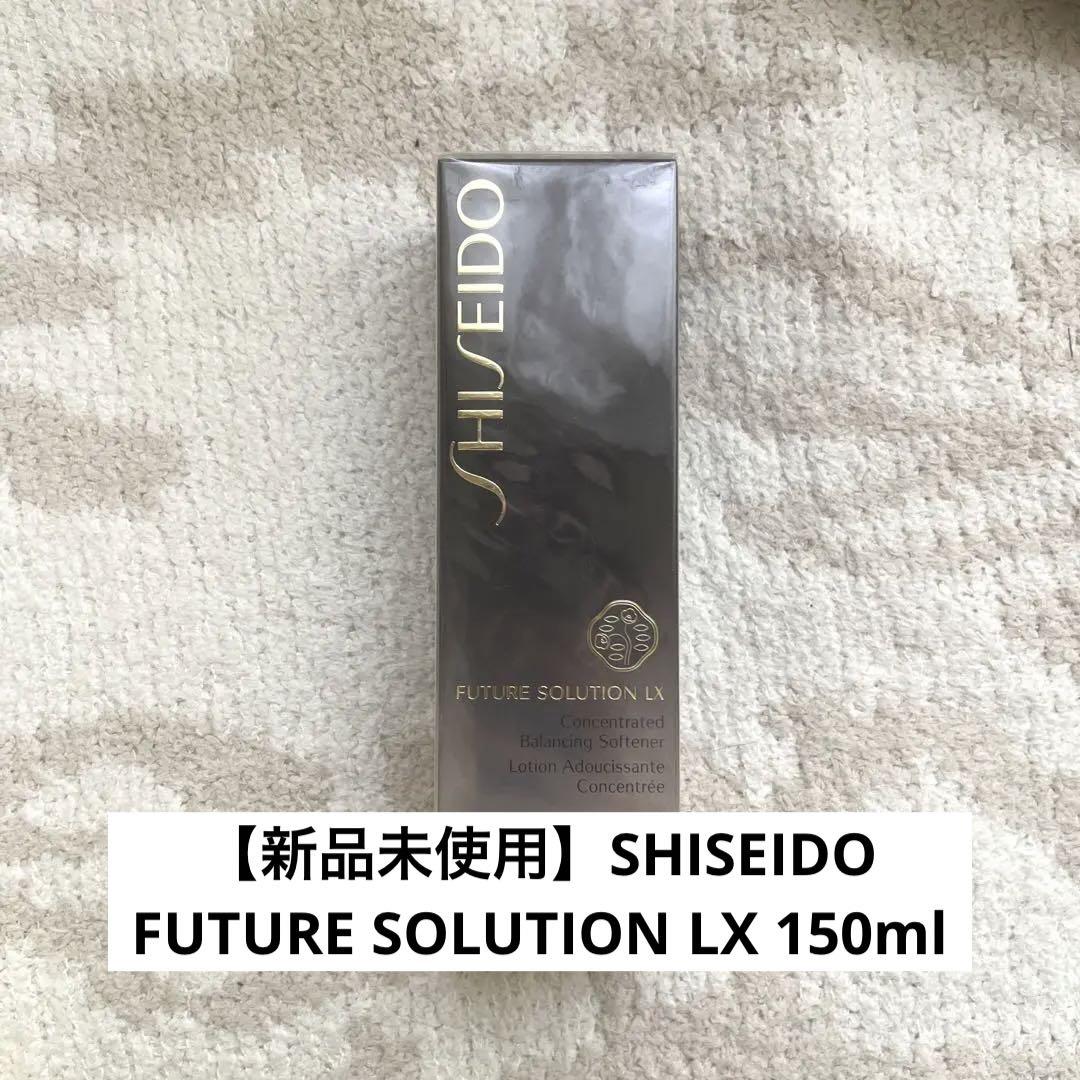 SHISEIDO
FUTURE SOLUTION LX
Concentrated
Balancing Softener
Lotion Adoucissante
Concentrée
【新品未使用】SHISEIDO
FUTURE SOLUTION LX 150ml